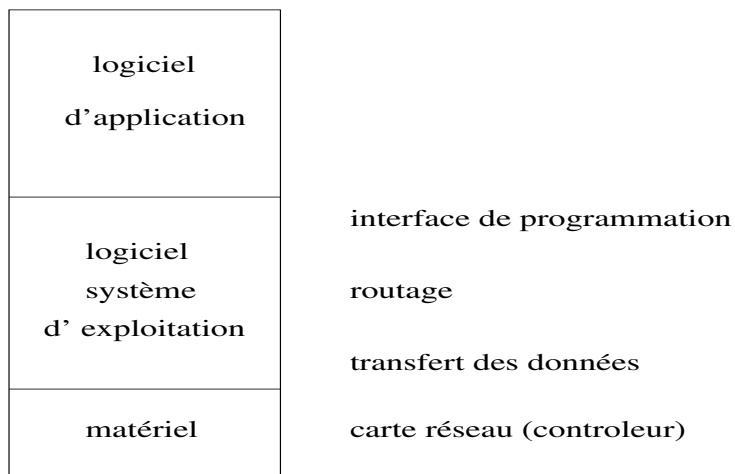 logiciel
d'application
interface de programmation
logiciel
système
routage
d' exploitation
transfert des données
matériel
carte réseau (controleur)